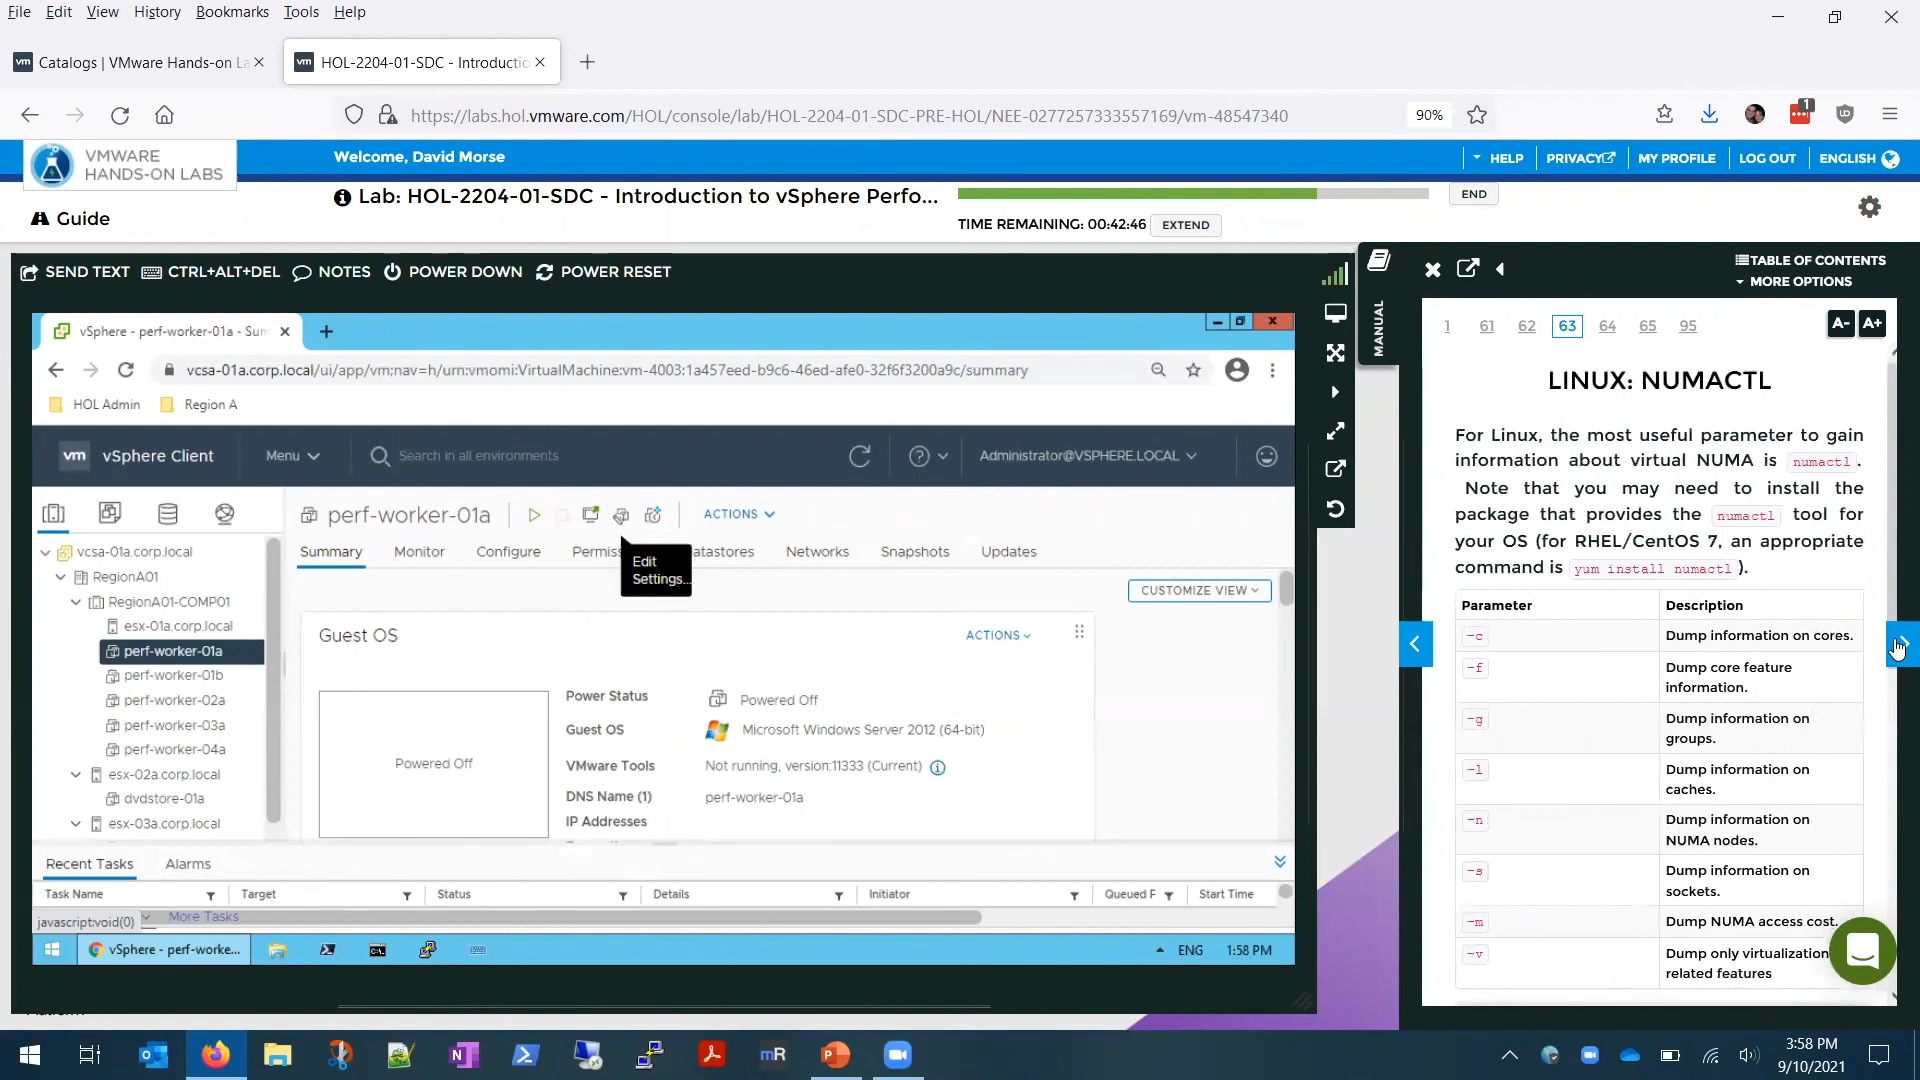 File Edit View History Bookmarks Tools Help
Catalogs | VMware Hands-on La
HOL-2204-01-SDC - Introductio
https://labs.hol.vmware.com/HOL/console/lab/HOL-2204-01-SDC-PRE-HOL/NEE-0277257333557169/vm-48547340
90%
1
VMWARE
HANDS-ON LABS
Welcome, David Morse
HELP PRIVACY MY PROFILE LOG OUT ENGLISH
Guide
Lab: HOL-2204-01-SDC - Introduction to vSphere Perfo...
END
TIME REMAINING: 00:42:46 EXTEND
SEND TEXT CTRL+ALT+DEL NOTES POWER DOWN POWER RESET
vSphere - perf-worker-01a - Sum
vcsa-01a.corp.local/ui/app/vm;nav=h/urn:vmomi:VirtualMachine:vm-4003:1a457eed-b9c6-46ed-afe0-32f6f3200a9c/summary
HOL Admin Region A
vm vSphere Client Menu Search in all environments Administrator@VSPHERE.LOCAL
perf-worker-01a ACTIONS
Summary Monitor Configure Permiss atastores Networks Snapshots Updates
Edit
Settings...
CUSTOMIZE VIEW
vcsa-01a.corp.local
RegionA01
RegionA01-COMP01
esx-01a.corp.local
perf-worker-01a
perf-worker-01b
perf-worker-02a
perf-worker-03a
perf-worker-04a
esx-02a.corp.local
dvdstore-01a
esx-03a.corp.local
Guest OS ACTIONS
Powered Off
Power Status Powered Off
Guest OS Microsoft Windows Server 2012 (64-bit)
VMware Tools Not running, version:11333 (Current)
DNS Name (1) perf-worker-01a
IP Addresses
Recent Tasks Alarms
Task Name Target Status Details Initiator Queued F Start Time
javascript:void(0) More Tasks
vSphere - perf-worke...
ENG 1:58 PM
MANUAL
TABLE OF CONTENTS
MORE OPTIONS
1 61 62 63 64 65 95
A- A+
LINUX: NUMACTL
For Linux, the most useful parameter to gain
information about virtual NUMA is numactl.
Note that you may need to install the
package that provides the numactl tool for
your OS (for RHEL/CentOS 7, an appropriate
command is yum install numactl ).
Parameter Description
-c Dump information on cores.
-f Dump core feature
information.
-g Dump information on
groups.
-l Dump information on
caches.
-n Dump information on
NUMA nodes.
-s Dump information on
sockets.
-m Dump NUMA access cost.
-v Dump only virtualization
related features
3:58 PM
9/10/2021